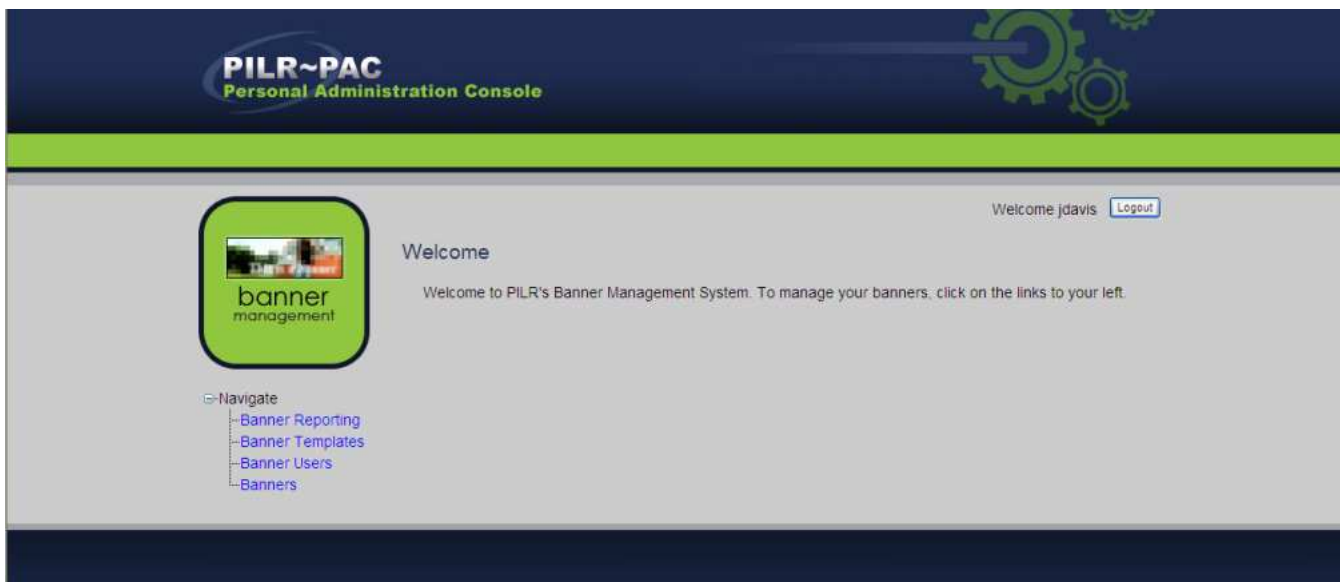 PILR~PAC
Personal Administration Console
Welcome jdavis Logout
banner
management
Welcome
Welcome to PILR's Banner Management System. To manage your banners, click on the links to your left.
Navigate
Banner Reporting
Banner Templates
Banner Users
Banners